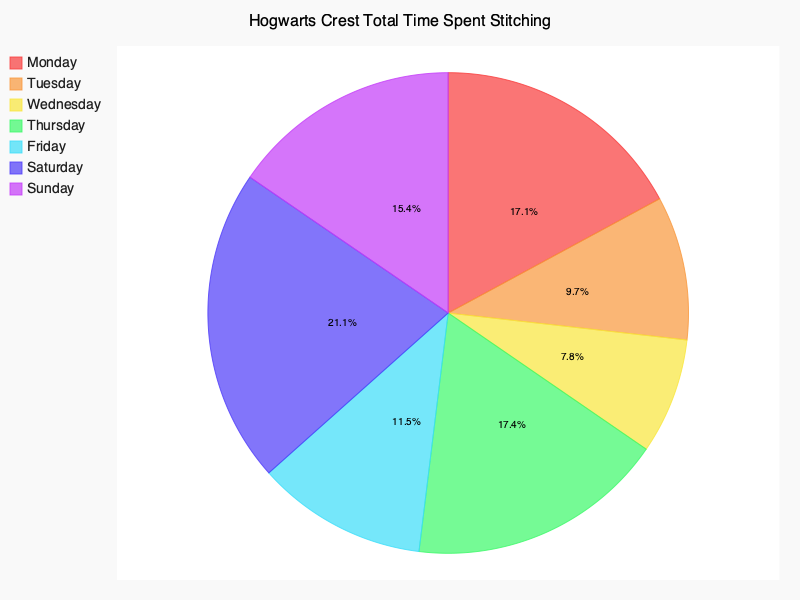 Hogwarts Crest Total Time Spent Stitching
Monday
Tuesday
Wednesday
Thursday
Friday
Saturday
Sunday
17.1%
9.7%
7.8%
17.4%
11.5%
21.1%
15.4%